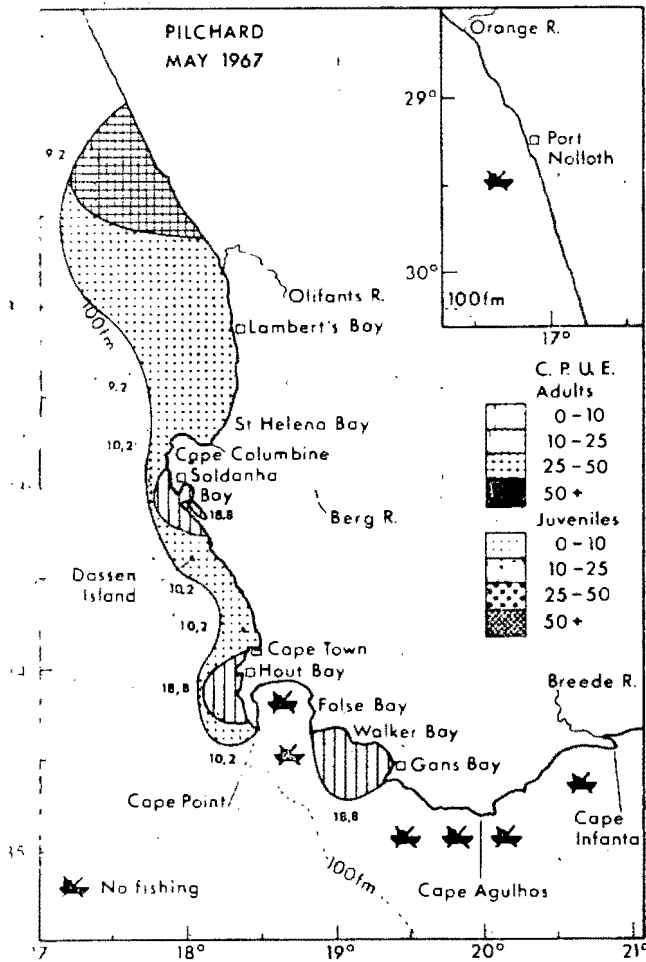 PILCHARD
MAY 1967
Orange R.
29°
Port
Nolloth
30°
100fm
17°
9.2
Olifants R.
100fm
Lambert's Bay
9.2
C. P. U. E.
Adults
0-10
10-25
25-50
50+
Juveniles
0-10
10-25
25-50
50+
St Helena Bay
10,2
Cape Columbine
Saldanha
Bay
18,8
Berg R.
Dassen
Island
10,2
10,2
Cape Town
Hout Bay
18,8
Breede R.
False Bay
Walker Bay
10,2
Gans Bay
Cape Point
18,8
Cape
Infanta
100fm
No fishing
Cape Agulhas
18°
19°
20°